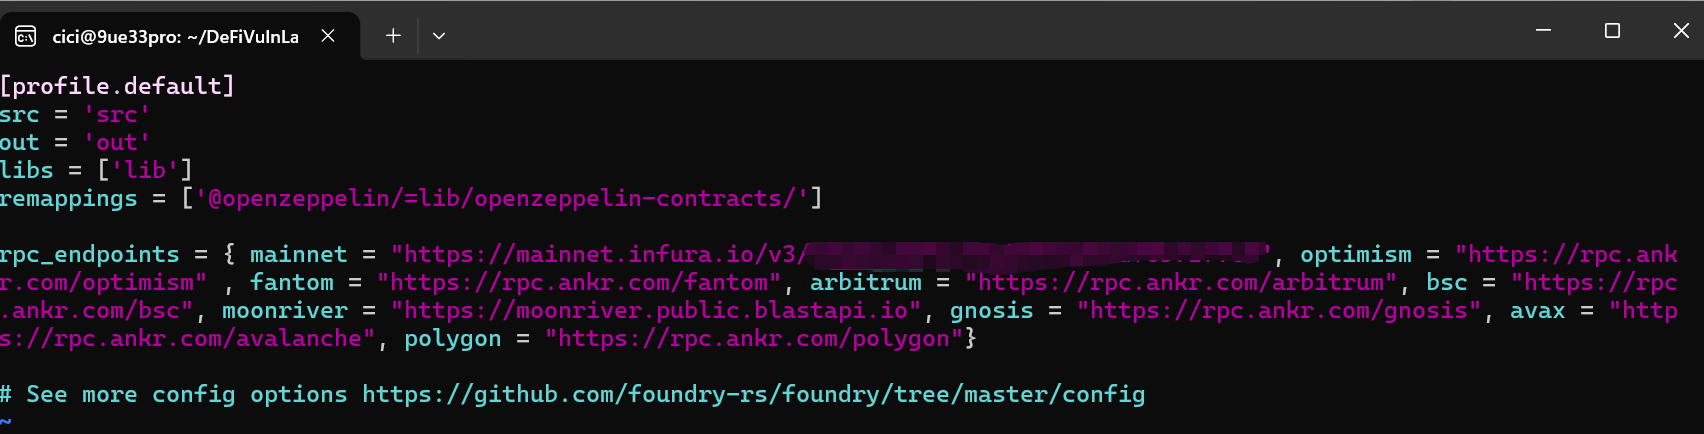 cici@9ue33pro: ~/DeFiVulnLa
[profile.default]
src = 'src'
out = 'out'
libs = ['lib']
remappings = ['@openzeppelin/=lib/openzeppelin-contracts/']
rpc_endpoints = { mainnet = "https://mainnet.infura.io/v3/ ", optimism = "https://rpc.ank
r.com/optimism" , fantom = "https://rpc.ankr.com/fantom", arbitrum = "https://rpc.ankr.com/arbitrum", bsc = "https://rpc
.ankr.com/bsc", moonriver = "https://moonriver.public.blastapi.io", gnosis = "https://rpc.ankr.com/gnosis", avax = "http
s://rpc.ankr.com/avalanche", polygon = "https://rpc.ankr.com/polygon"}
# See more config options https://github.com/foundry-rs/foundry/tree/master/config
~